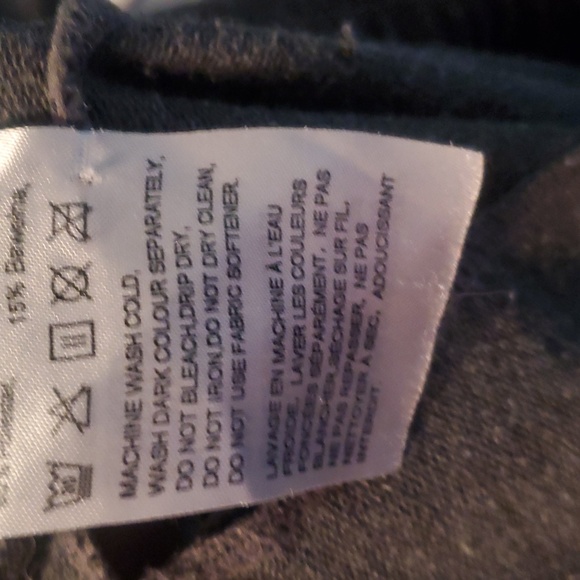 15%
MACHINE WASH COLD,
WASH DARK COLOUR SEPARATELY,
DO NOT BLEACH,DRIP DRY,
DO NOT IRON,DO NOT DRY CLEAN,
DO NOT USE FABRIC SOFTENER.
LAVAGE EN MACHINE À L'EAU
FROIDE, LAVER LES COULEURS
FONCÉES SÉPARÉMENT, NE PAS
BLANCHIR, SÉCHAGE SUR FIL,
NE PAS REPASSER, NE PAS
NETTOYER A SEC, ADOUCISSANT
INTERDIT